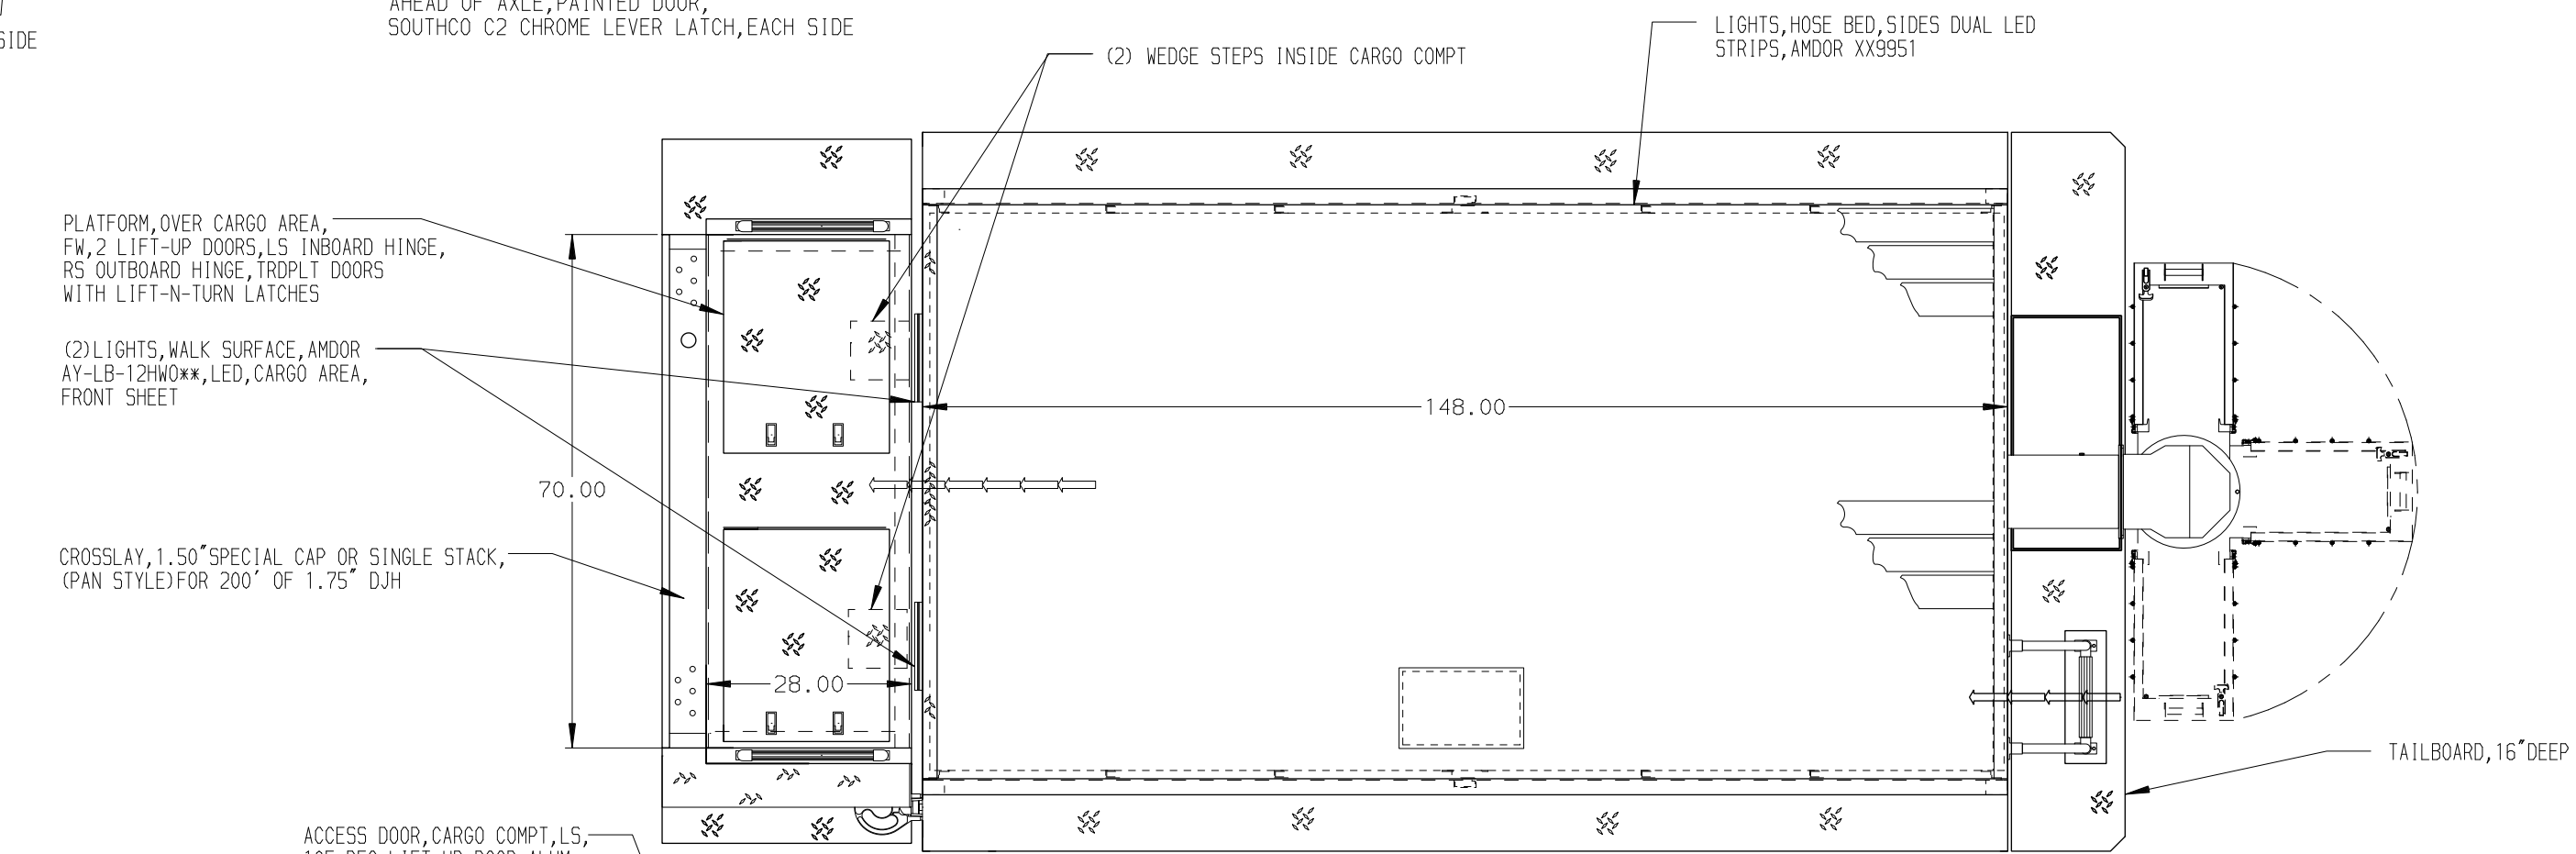 SIDE
AHEAD OF AXLE,PAINTED DOOR,
SOUTHCO C2 CHROME LEVER LATCH,EACH SIDE
(2) WEDGE STEPS INSIDE CARGO COMPT
LIGHTS,HOSE BED,SIDES DUAL LED
STRIPS,AMDOR XX9951
PLATFORM,OVER CARGO AREA,
FW,2 LIFT-UP DOORS,LS INBOARD HINGE,
RS OUTBOARD HINGE,TRDPLT DOORS
WITH LIFT-N-TURN LATCHES
(2)LIGHTS,WALK SURFACE,AMDOR
AY-LB-12HW0**,LED,CARGO AREA,
FRONT SHEET
148.00
70.00
CROSSLAY,1.50"SPECIAL CAP OR SINGLE STACK,
(PAN STYLE)FOR 200' OF 1.75" DJH
28.00
TAILBOARD,16"DEEP
ACCESS DOOR,CARGO COMPT,LS,